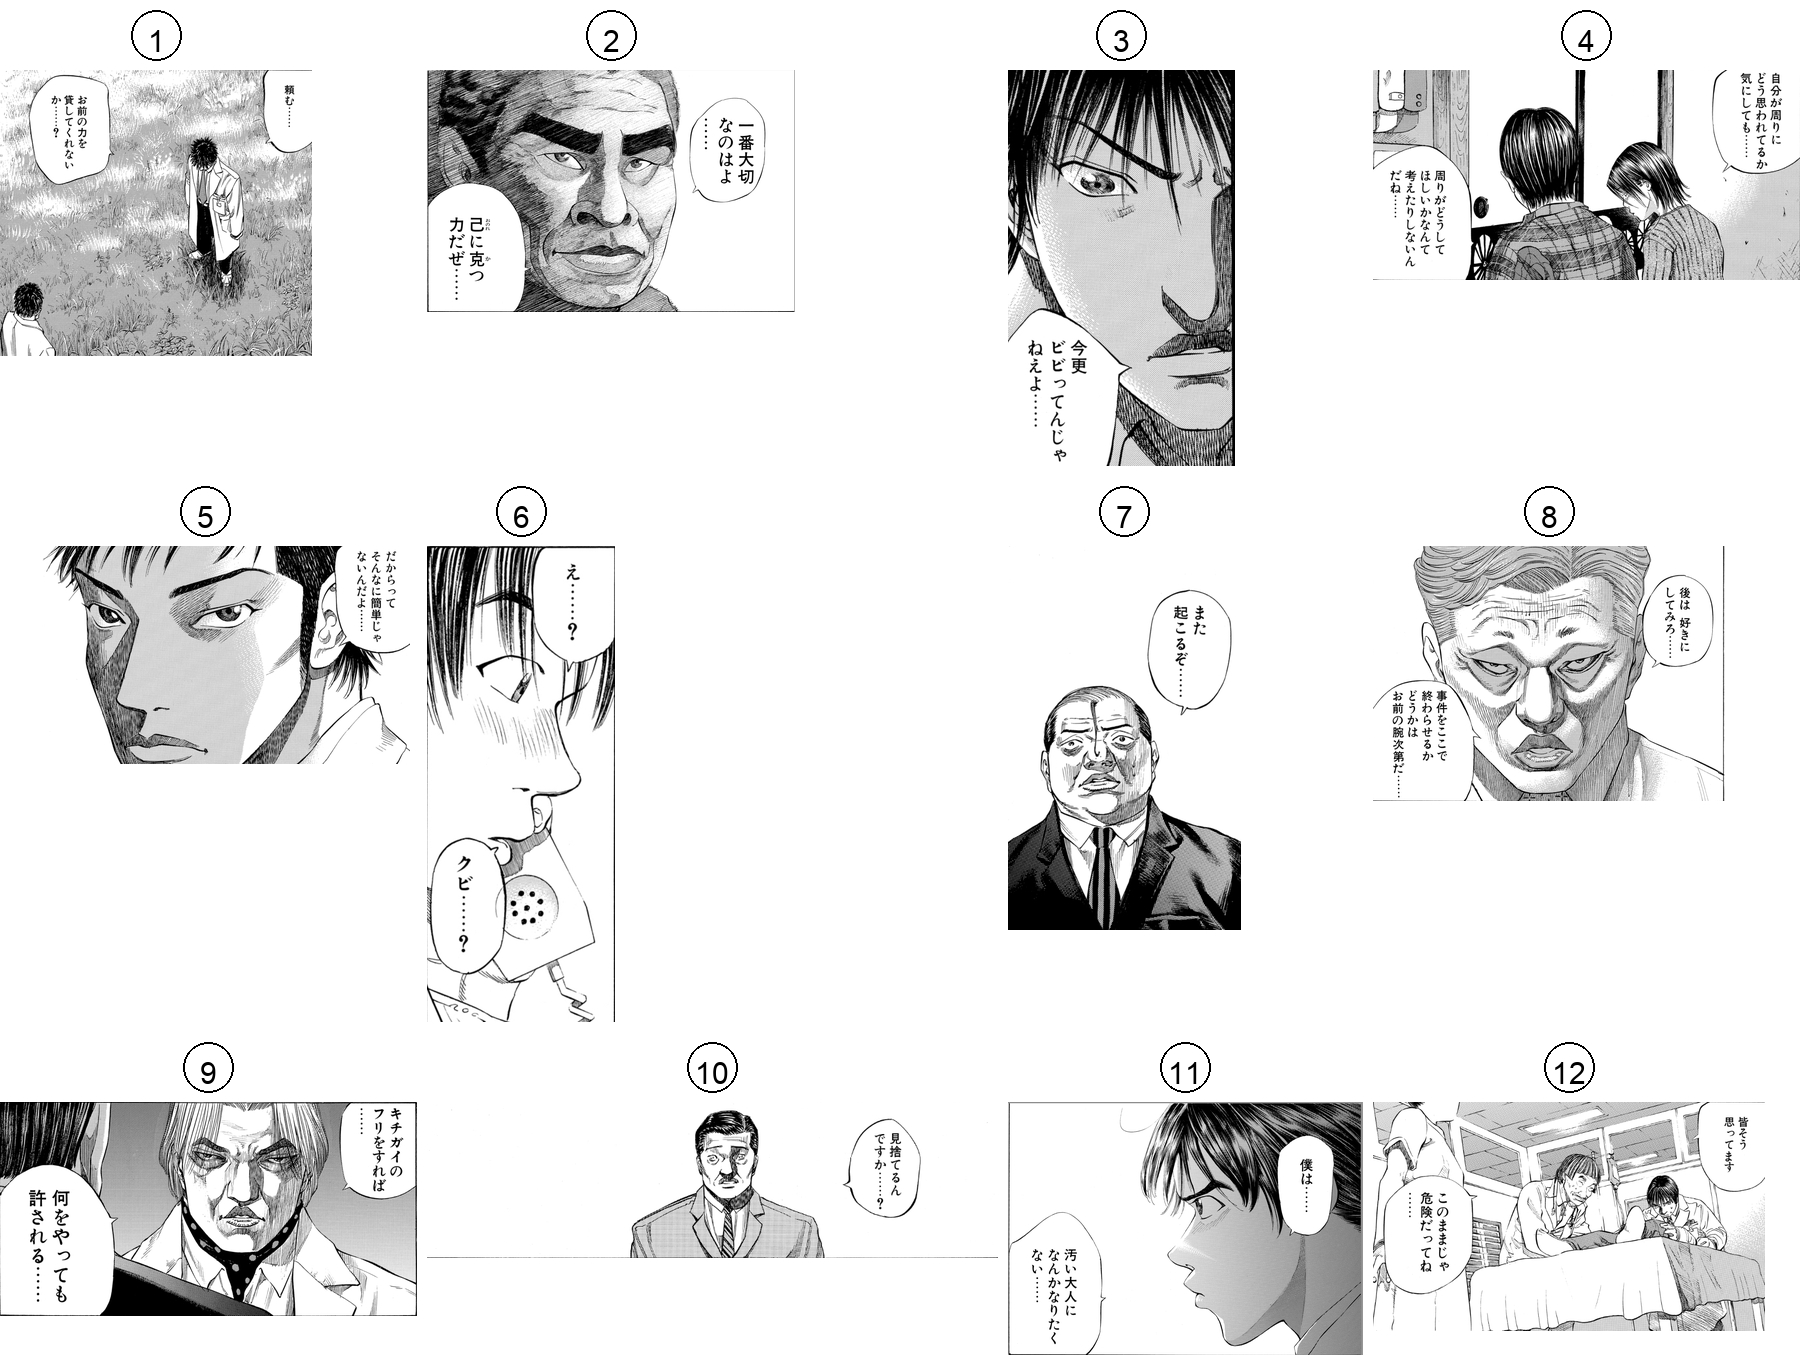 1
頼む……
お前の力を
貸してくれない
か……?
2
一番大切
なのはよ
……
己に克つ
おれ か
力だぜ……
3
今更
ビビってんじゃ
ねえよ……
4
自分が周りに
どう思われてるか
気にしても……
周りがどうして
ほしいかなんて
考えたりしないん
だね……
5
だからって
そんなに簡単じゃ
ないんだよ……
6
え……?
クビ……?
7
また
起こるぞ……
8
後は 好きに
してみろ……
事件をここで
終わらせるか
どうかは
お前の腕次第だ……
9
キチガイの
フリをすれば
……
何をやっても
許される……
10
見捨てるん
ですか……?
11
僕は……
汚い大人に
なんかなりたく
ない……
12
皆そう
思ってます
このままじゃ
危険だってね
……